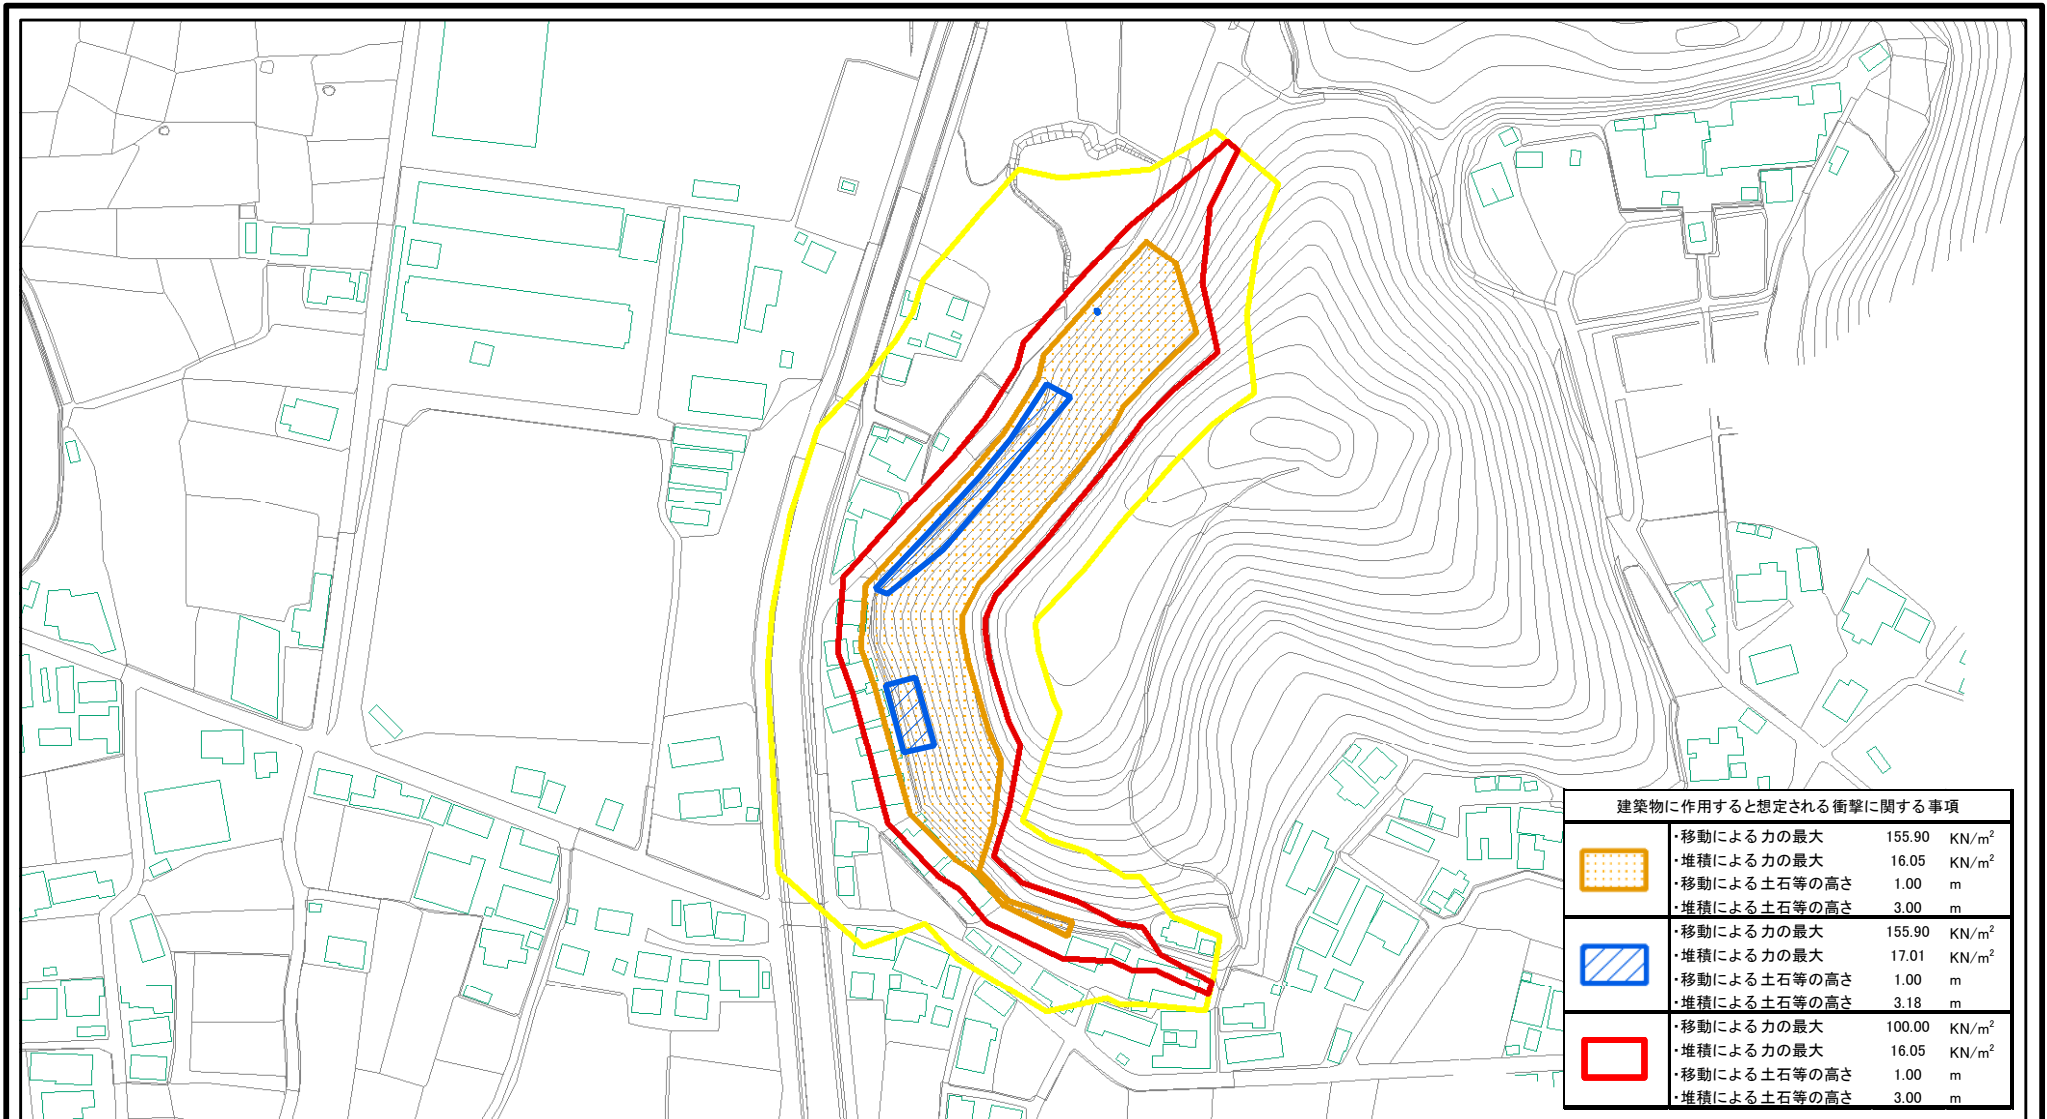 建築物に作用すると想定される衝撃に関する事項
・移動による力の最大 155.90 KN/m²
・堆積による力の最大 16.05 KN/m²
・移動による土石等の高さ 1.00 m
・堆積による土石等の高さ 3.00 m
・移動による力の最大 155.90 KN/m²
・堆積による力の最大 17.01 KN/m²
・移動による土石等の高さ 1.00 m
・堆積による土石等の高さ 3.18 m
・移動による力の最大 100.00 KN/m²
・堆積による力の最大 16.05 KN/m²
・移動による土石等の高さ 1.00 m
・堆積による土石等の高さ 3.00 m